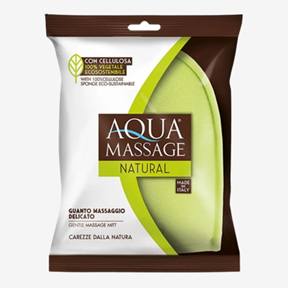 CON CELLULOSA
100% VEGETALE
ECOSOSTENIBILE
WITH 100% CELLULOSE
SPONGE ECO-SUSTAINABLE
AQUA®
MASSAGE
NATURAL
MADE IN
ITALY
GUANTO MASSAGGIO
DELICATO
GENTLE MASSAGE MITT
CAREZZE DALLA NATURA